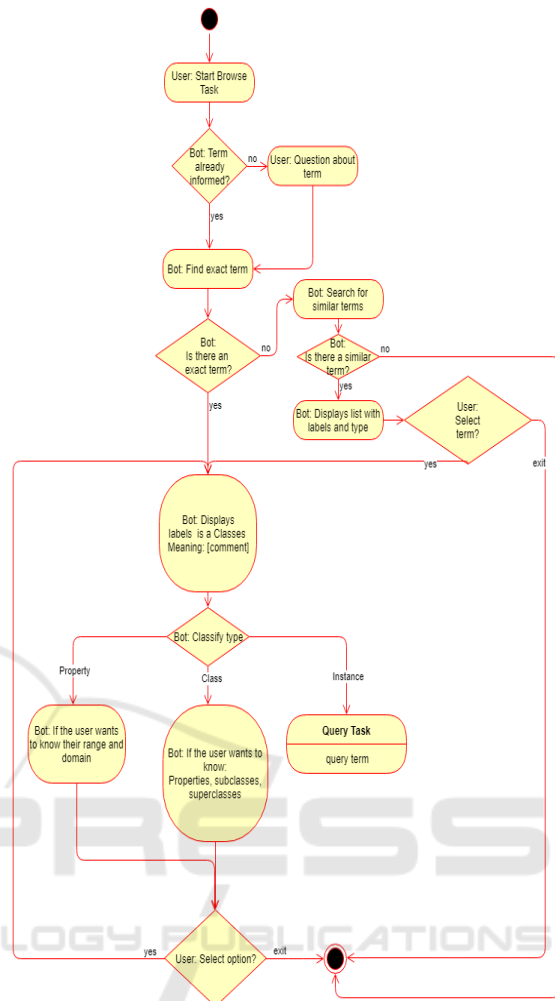 User: Start Browse
Task
Bot: Term
already
informed?
no
User: Question about
term
yes
Bot: Find exact term
Bot: Search for
similar terms
Bot:
Is there an
exact term?
no
Bot:
Is there a similar
term?
no
yes
yes
Bot: Displays list with
labels and type
User:
Select
term?
yes
exit
Bot: Displays
labels is a Classes
Meaning: [comment]
Bot: Classify type
Property
Class
Instance
Bot: If the user wants
to know their range and
domain
Bot: If the user wants to
know:
Properties, subclasses,
superclasses
Query Task
query term
PRESS
LOGY PUBLICATIONS
yes
User: Select option?
exit